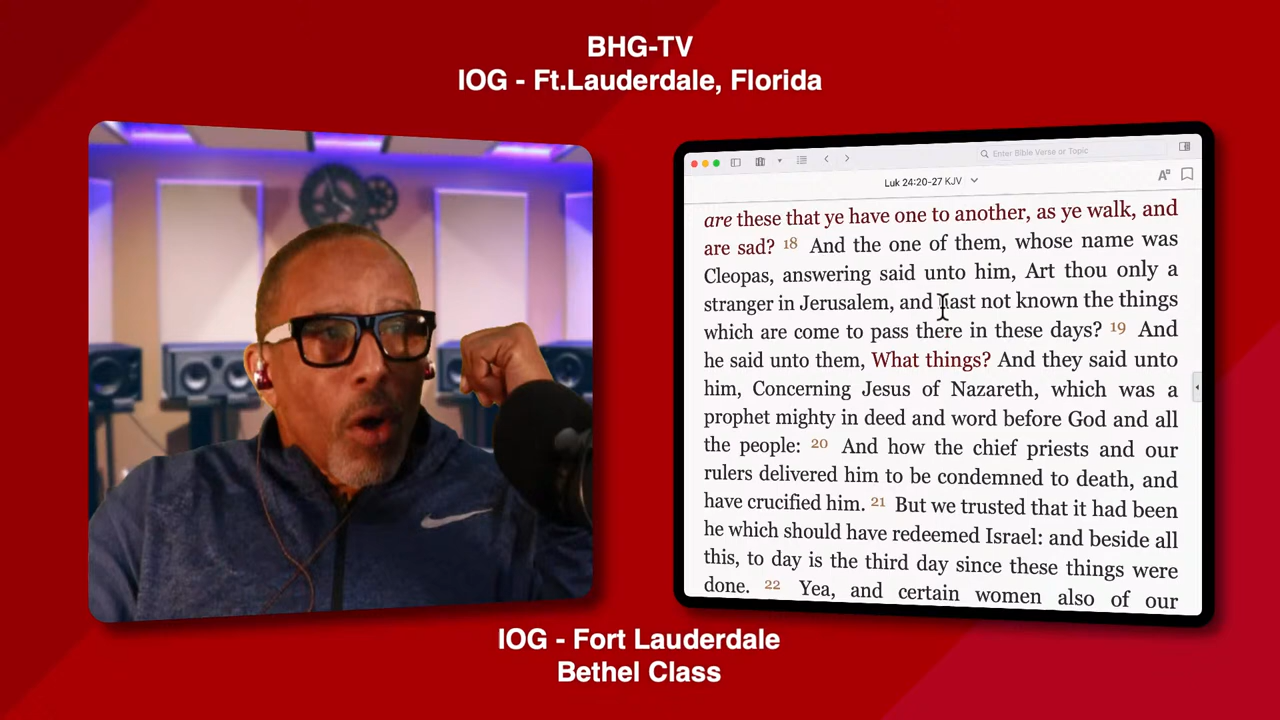 BHG-TV
IOG - Ft.Lauderdale, Florida
Enter Bible Verse or Topic
Luk 24:20-27 KJV
are these that ye have one to another, as ye walk, and
are sad? 18 And the one of them, whose name was
Cleopas, answering said unto him, Art thou only a
stranger in Jerusalem, and hast not known the things
which are come to pass there in these days? 19 And
he said unto them, What things? And they said unto
him, Concerning Jesus of Nazareth, which was a
prophet mighty in deed and word before God and all
the people: 20 And how the chief priests and our
rulers delivered him to be condemned to death, and
have crucified him. 21 But we trusted that it had been
he which should have redeemed Israel: and beside all
this, to day is the third day since these things were
done. 22 Yea, and certain women also of our
IOG - Fort Lauderdale
Bethel Class